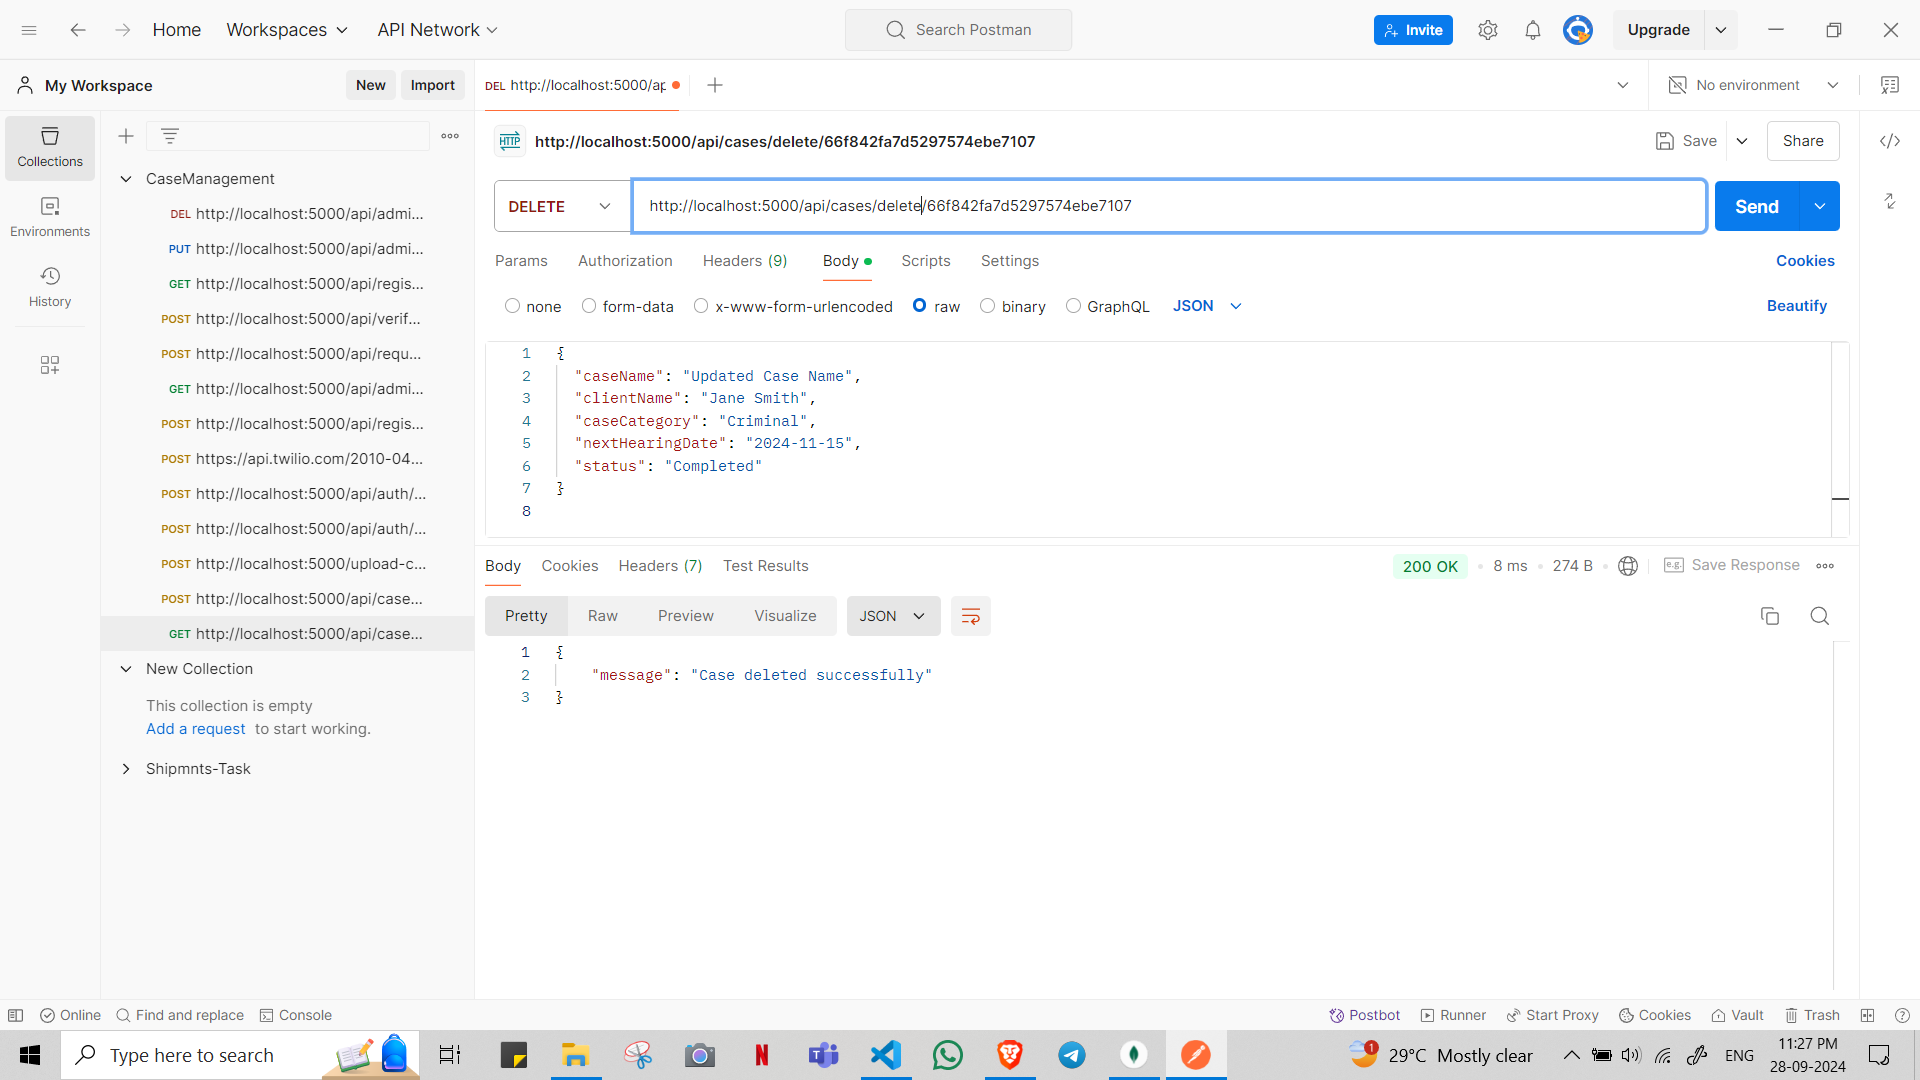 Home
Workspaces
API Network
Search Postman
Invite
Upgrade
My Workspace
New
Import
DEL http://localhost:5000/ap
No environment
Collections
Environments
History
CaseManagement
DEL http://localhost:5000/api/admi...
PUT http://localhost:5000/api/admi...
GET http://localhost:5000/api/regis...
POST http://localhost:5000/api/verif...
POST http://localhost:5000/api/requ...
GET http://localhost:5000/api/admi...
POST http://localhost:5000/api/regis...
POST https://api.twilio.com/2010-04...
POST http://localhost:5000/api/auth/...
POST http://localhost:5000/api/auth/...
POST http://localhost:5000/upload-c...
POST http://localhost:5000/api/case...
GET http://localhost:5000/api/case...
New Collection
This collection is empty
Add a request to start working.
Shipmnts-Task
HTTP http://localhost:5000/api/cases/delete/66f842fa7d5297574ebe7107
Save
Share
DELETE
http://localhost:5000/api/cases/delete/66f842fa7d5297574ebe7107
Send
Params
Authorization
Headers (9)
Body
Scripts
Settings
Cookies
none
form-data
x-www-form-urlencoded
raw
binary
GraphQL
JSON
Beautify
1 {
2 "caseName": "Updated Case Name",
3 "clientName": "Jane Smith",
4 "caseCategory": "Criminal",
5 "nextHearingDate": "2024-11-15",
6 "status": "Completed"
7 }
8
Body
Cookies
Headers (7)
Test Results
200 OK
8 ms
274 B
e.g. Save Response
Pretty
Raw
Preview
Visualize
JSON
1 {
2 "message": "Case deleted successfully"
3 }
Online
Find and replace
Console
Postbot
Runner
Start Proxy
Cookies
Vault
Trash
Type here to search
1
29°C Mostly clear
ENG
11:27 PM
28-09-2024